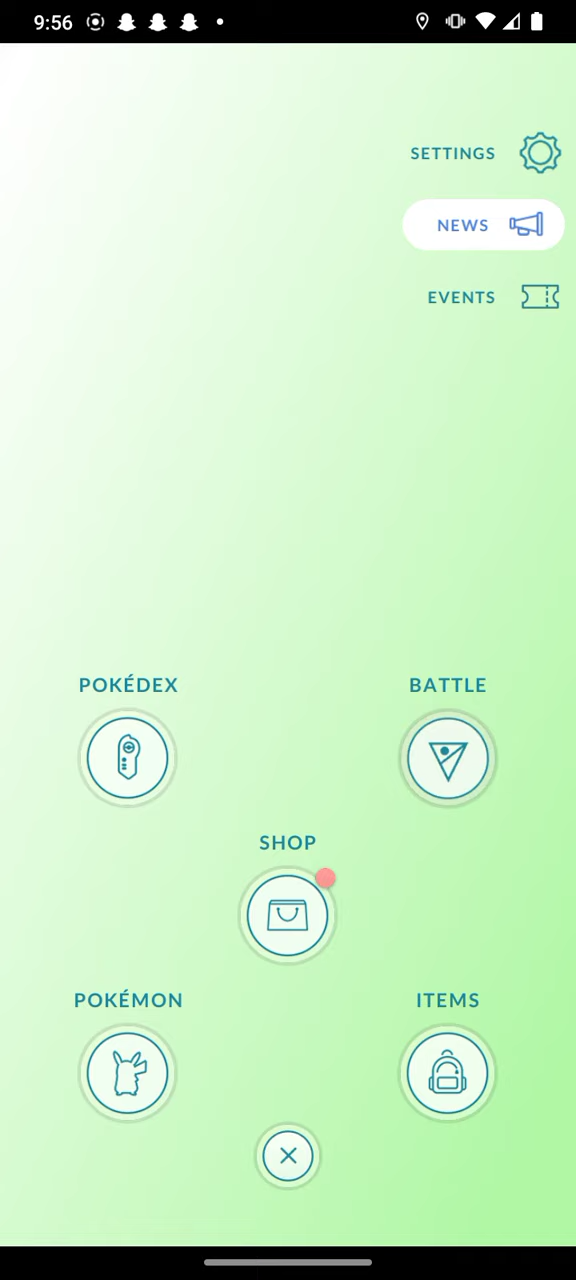 9:56
SETTINGS
NEWS
EVENTS
POKÉDEX
BATTLE
SHOP
POKÉMON
ITEMS